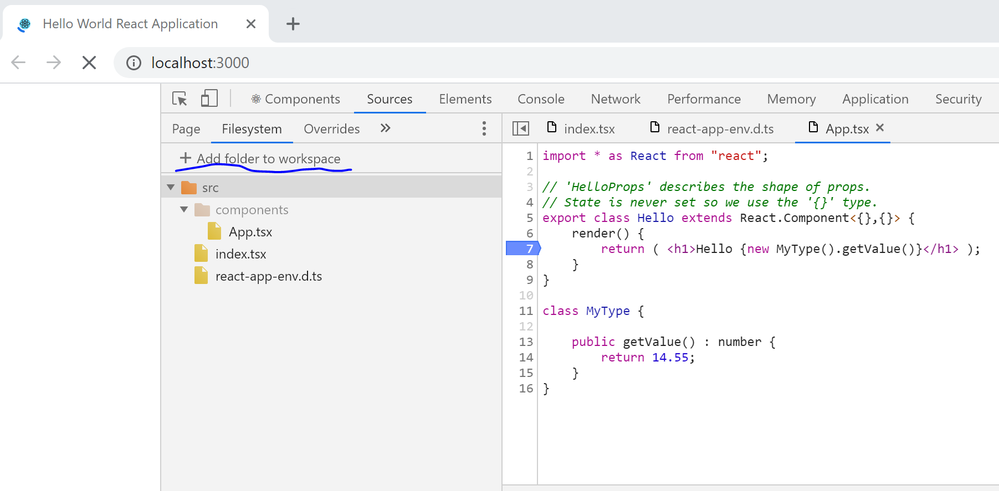 Hello World React Application
localhost:3000
Components Sources Elements Console Network Performance Memory Application Security
Page Filesystem Overrides » index.tsx react-app-env.d.ts App.tsx
+ Add folder to workspace
src
components
App.tsx
index.tsx
react-app-env.d.ts
1 import * as React from "react";
2
3 // 'HelloProps' describes the shape of props.
4 // State is never set so we use the '{}' type.
5 export class Hello extends React.Component<{},{}> {
6     render() {
7         return ( <h1>Hello {new MyType().getValue()}</h1> );
8     }
9 }
10
11 class MyType {
12
13     public getValue() : number {
14         return 14.55;
15     }
16 }